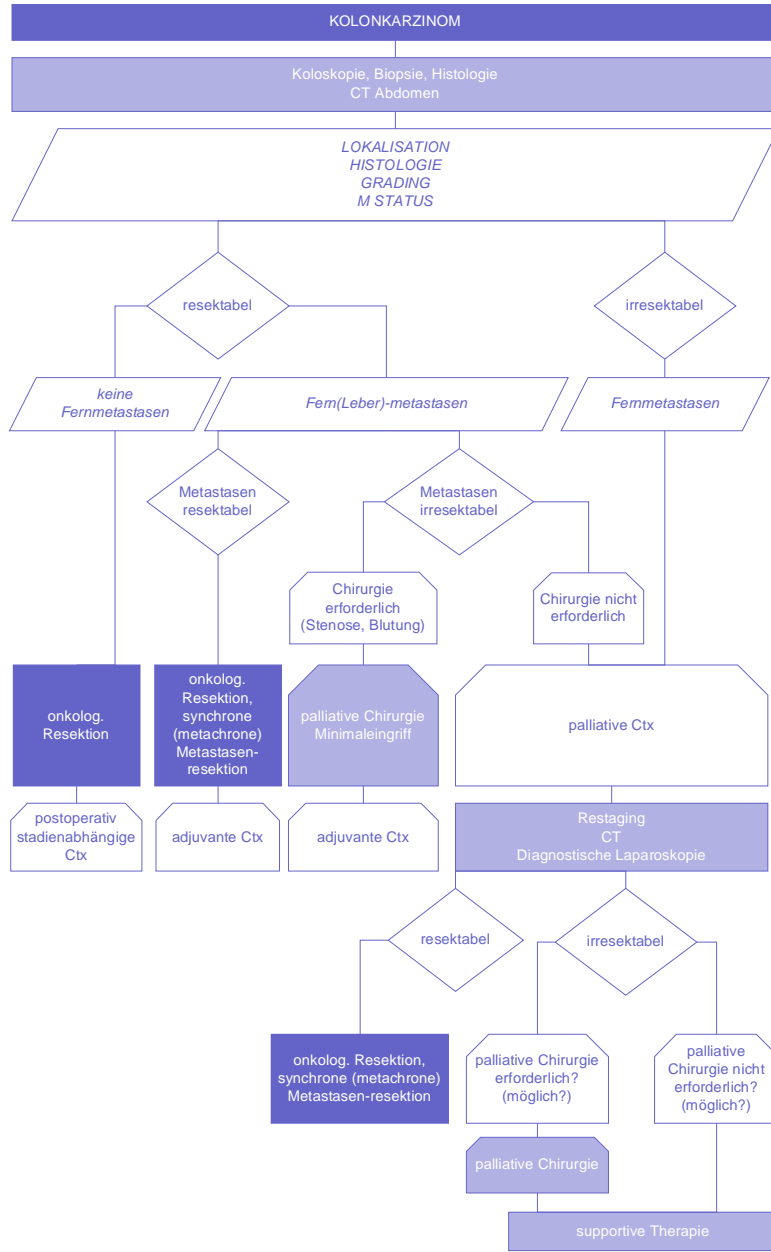 KOLONKARZINOM
Koloskopie, Biopsie, Histologie
CT Abdomen
LOKALISATION
HISTOLOGIE
GRADING
M STATUS
resektabel
irresektabel
keine
Fernmetastasen
Fern(Leber)-metastasen
Fernmetastasen
Metastasen
resektabel
Metastasen
irresektabel
Chirurgie
erforderlich
(Stenose, Blutung)
Chirurgie nicht
erforderlich
onkolog.
Resektion
onkolog.
Resektion,
synchrone
(metachrone)
Metastasen-
resektion
palliative Chirurgie
Minimaleingriff
palliative Ctx
postoperativ
stadienabhängige
Ctx
adjuvante Ctx
adjuvante Ctx
Restaging
CT
Diagnostische Laparoskopie
resektabel
irresektabel
onkolog. Resektion,
synchrone (metachrone)
Metastasen-resektion
palliative Chirurgie
erforderlich?
(möglich?)
palliative
Chirurgie nicht
erforderlich?
(möglich?)
palliative Chirurgie
supportive Therapie